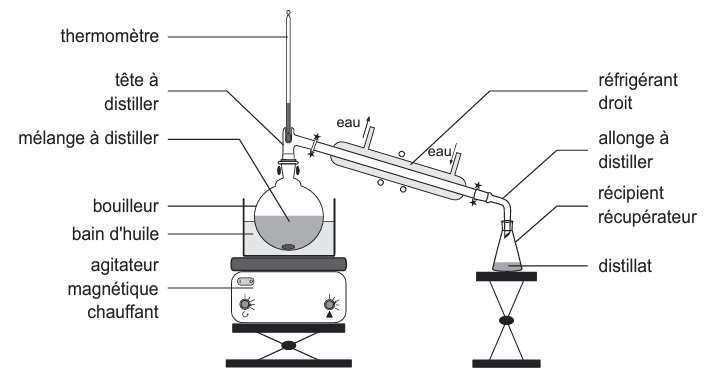 thermomètre
tête à
distiller
mélange à distiller
bouilleur
bain d'huile
agitateur
magnétique
chauffant
eau
eau
réfrigérant
droit
allonge à
distiller
récipient
récupérateur
distillat